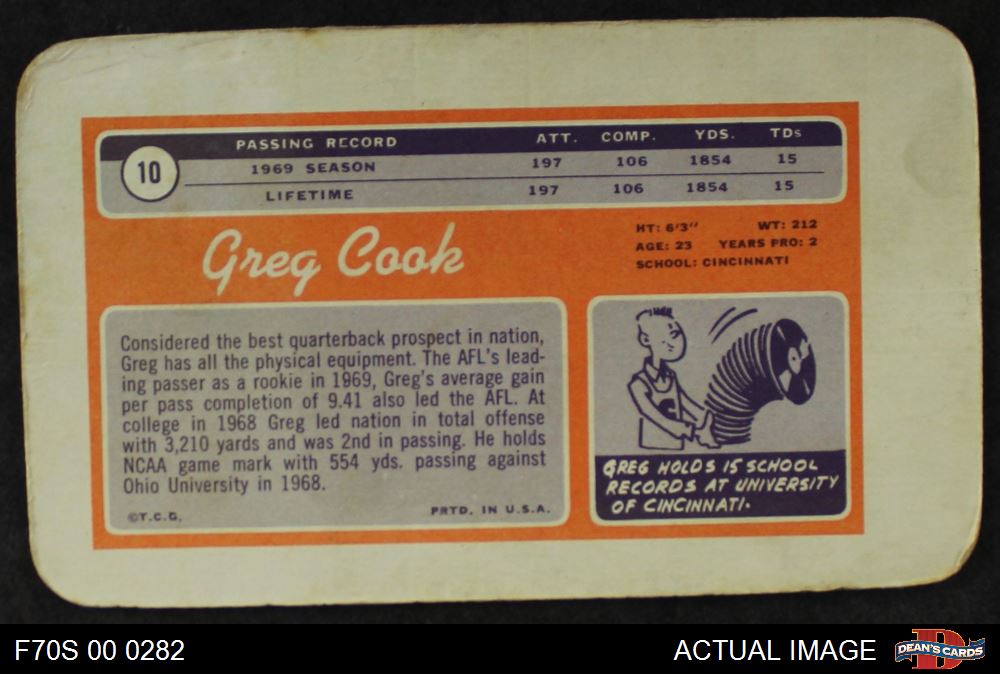 10
PASSING RECORD ATT. COMP. YDS. TDs
1969 SEASON 197 106 1854 15
LIFETIME 197 106 1854 15
Greg Cook
HT: 6'3" WT: 212
AGE: 23 YEARS PRO: 2
SCHOOL: CINCINNATI
Considered the best quarterback prospect in nation,
Greg has all the physical equipment. The AFL's lead-
ing passer as a rookie in 1969, Greg's average gain
per pass completion of 9.41 also led the AFL. At
college in 1968 Greg led nation in total offense
with 3,210 yards and was 2nd in passing. He holds
NCAA game mark with 554 yds. passing against
Ohio University in 1968.
©T.C.G. PRTD. IN U.S.A.
GREG HOLDS 15 SCHOOL
RECORDS AT UNIVERSITY
OF CINCINNATI.
F70S 00 0282 ACTUAL IMAGE
D
DEAN'S CARDS